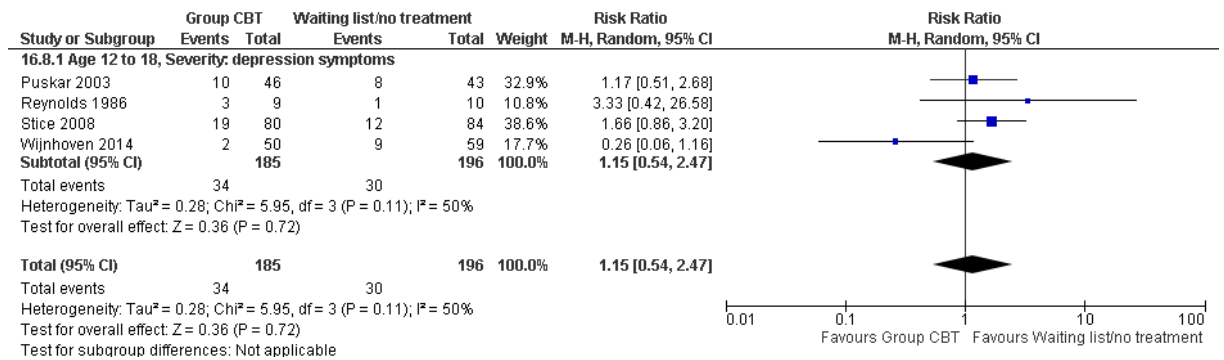 Group CBT Waiting list/no treatment Risk Ratio Risk Ratio
Study or Subgroup Events Total Events Total Weight M-H, Random, 95% CI M-H, Random, 95% CI
16.8.1 Age 12 to 18, Severity: depression symptoms
Puskar 2003 10 46 8 43 32.9% 1.17 [0.51, 2.68]
Reynolds 1986 3 9 1 10 10.8% 3.33 [0.42, 26.58]
Stice 2008 19 80 12 84 38.6% 1.66 [0.86, 3.20]
Wijnhoven 2014 2 50 9 59 17.7% 0.26 [0.06, 1.16]
Subtotal (95% CI) 185 196 100.0% 1.15 [0.54, 2.47]
Total events 34 30
Heterogeneity: Tau² = 0.28; Chi² = 5.95, df = 3 (P = 0.11); I² = 50%
Test for overall effect: Z = 0.36 (P = 0.72)
Total (95% CI) 185 196 100.0% 1.15 [0.54, 2.47]
Total events 34 30
Heterogeneity: Tau² = 0.28; Chi² = 5.95, df = 3 (P = 0.11); I² = 50%
Test for overall effect: Z = 0.36 (P = 0.72)
Test for subgroup differences: Not applicable
0.01 0.1 1 10 100
Favours Group CBT Favours Waiting list/no treatment